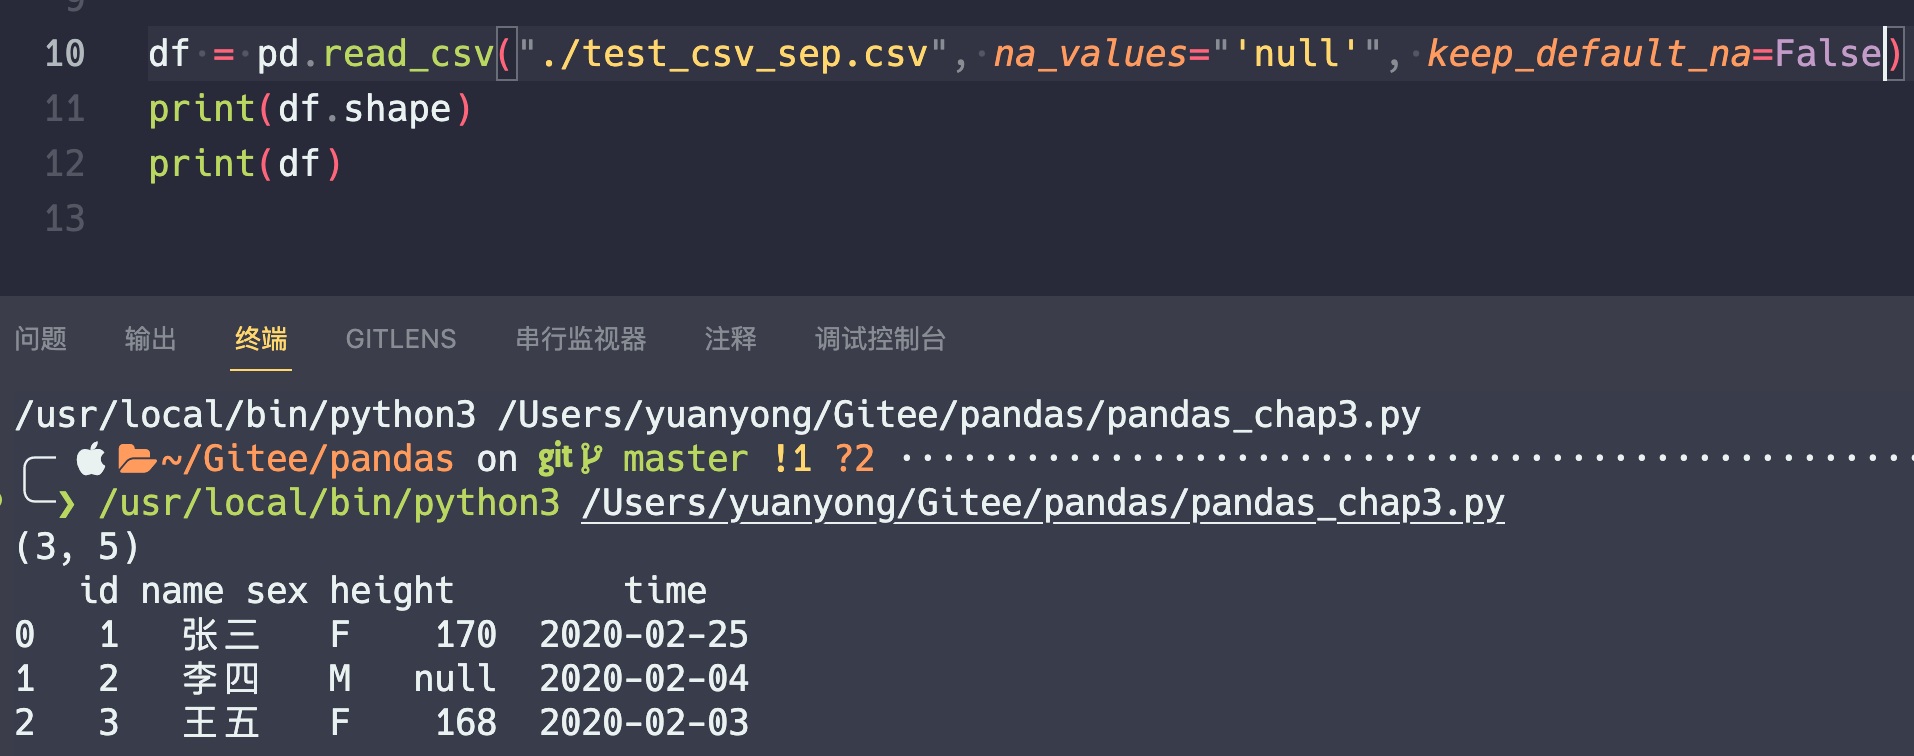 9
10 df = pd.read_csv("./test_csv_sep.csv", na_values="'null'", keep_default_na=False)
11 print(df.shape)
12 print(df)
13
问题 输出 终端 GITLENS 串行监视器 注释 调试控制台
/usr/local/bin/python3 /Users/yuanyong/Gitee/pandas/pandas_chap3.py
~/Gitee/pandas on git master !1 ?2
❯ /usr/local/bin/python3 /Users/yuanyong/Gitee/pandas/pandas_chap3.py
(3, 5)
id name sex height time
0 1 张三 F 170 2020-02-25
1 2 李四 M null 2020-02-04
2 3 王五 F 168 2020-02-03